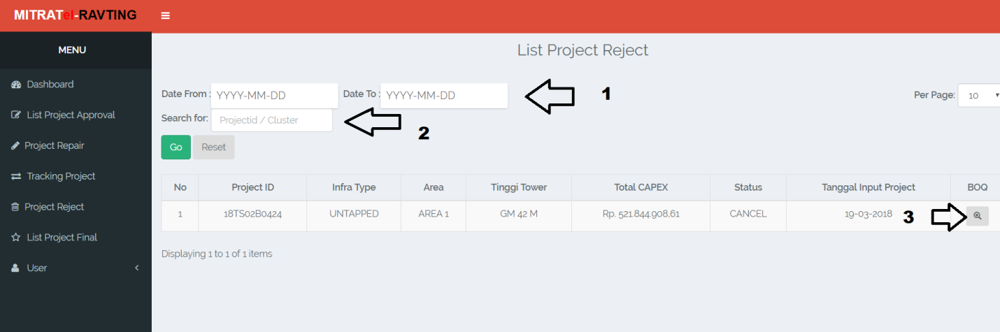 MITRATel-RAVTING
MENU
Dashboard
List Project Approval
Project Repair
Tracking Project
Project Reject
List Project Final
User
List Project Reject
Date From : YYYY-MM-DD Date To : YYYY-MM-DD 1 Per Page: 10
Search for: Projectid / Cluster 2
Go Reset
No Project ID Infra Type Area Tinggi Tower Total CAPEX Status Tanggal Input Project BOQ
1 18TS02B0424 UNTAPPED AREA 1 GM 42 M Rp. 521.844.908,61 CANCEL 19-03-2018 3
Displaying 1 to 1 of 1 items